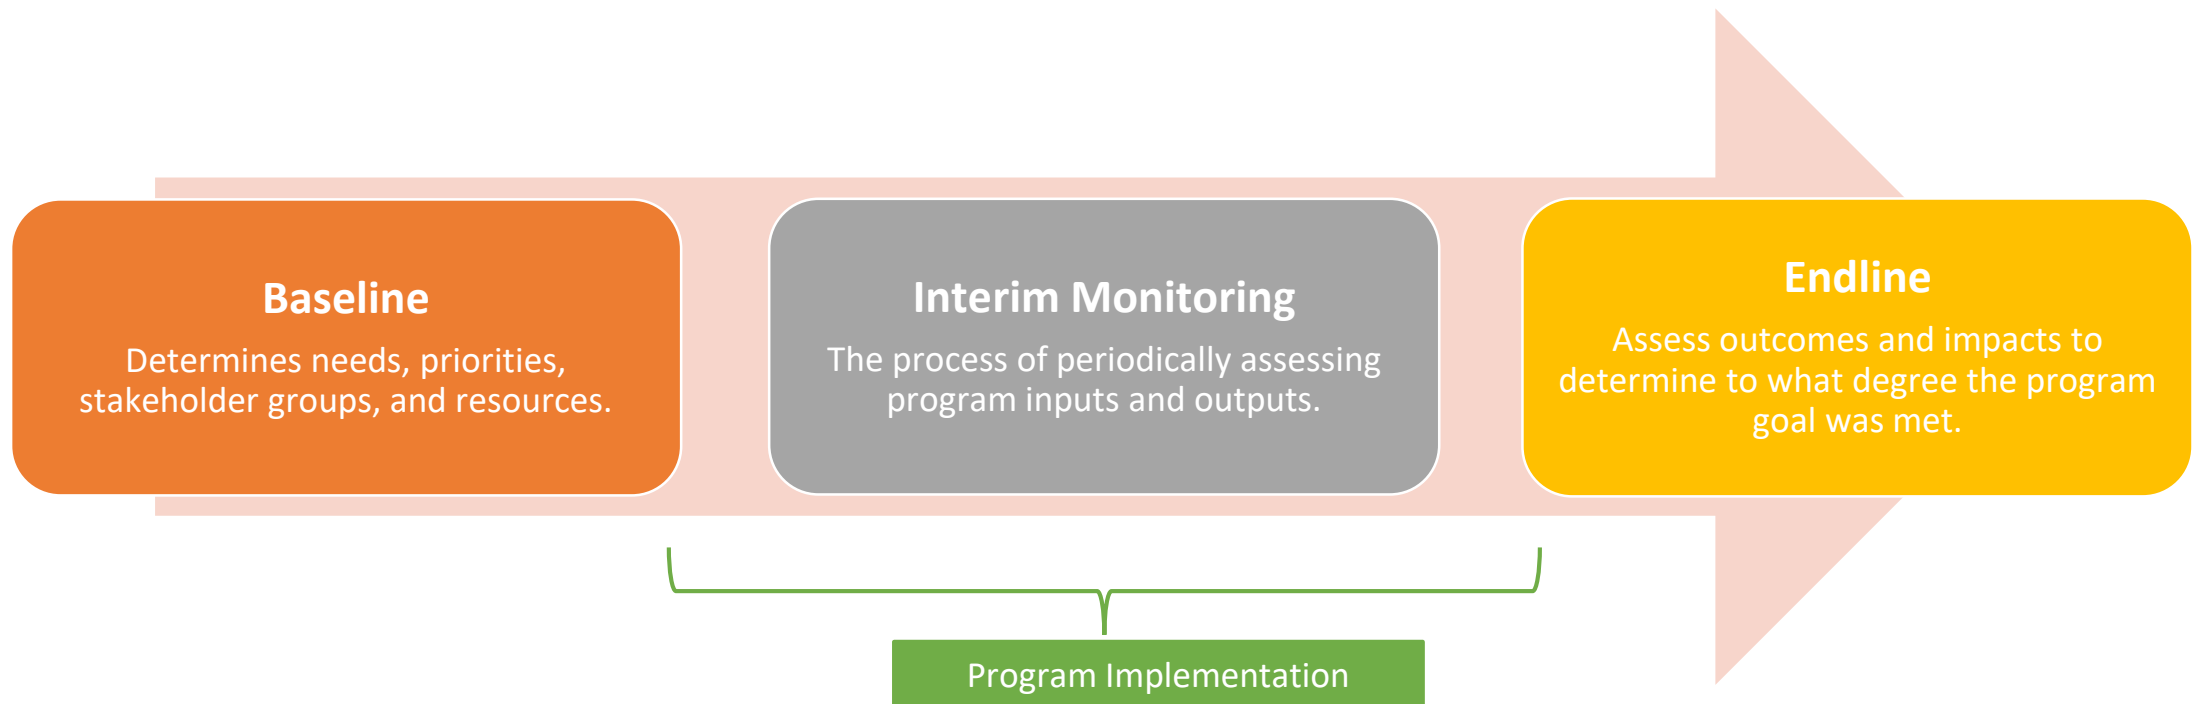 Baseline
Determines needs, priorities,
stakeholder groups, and resources.
Interim Monitoring
The process of periodically assessing
program inputs and outputs.
Endline
Assess outcomes and impacts to
determine to what degree the program
goal was met.
Program Implementation